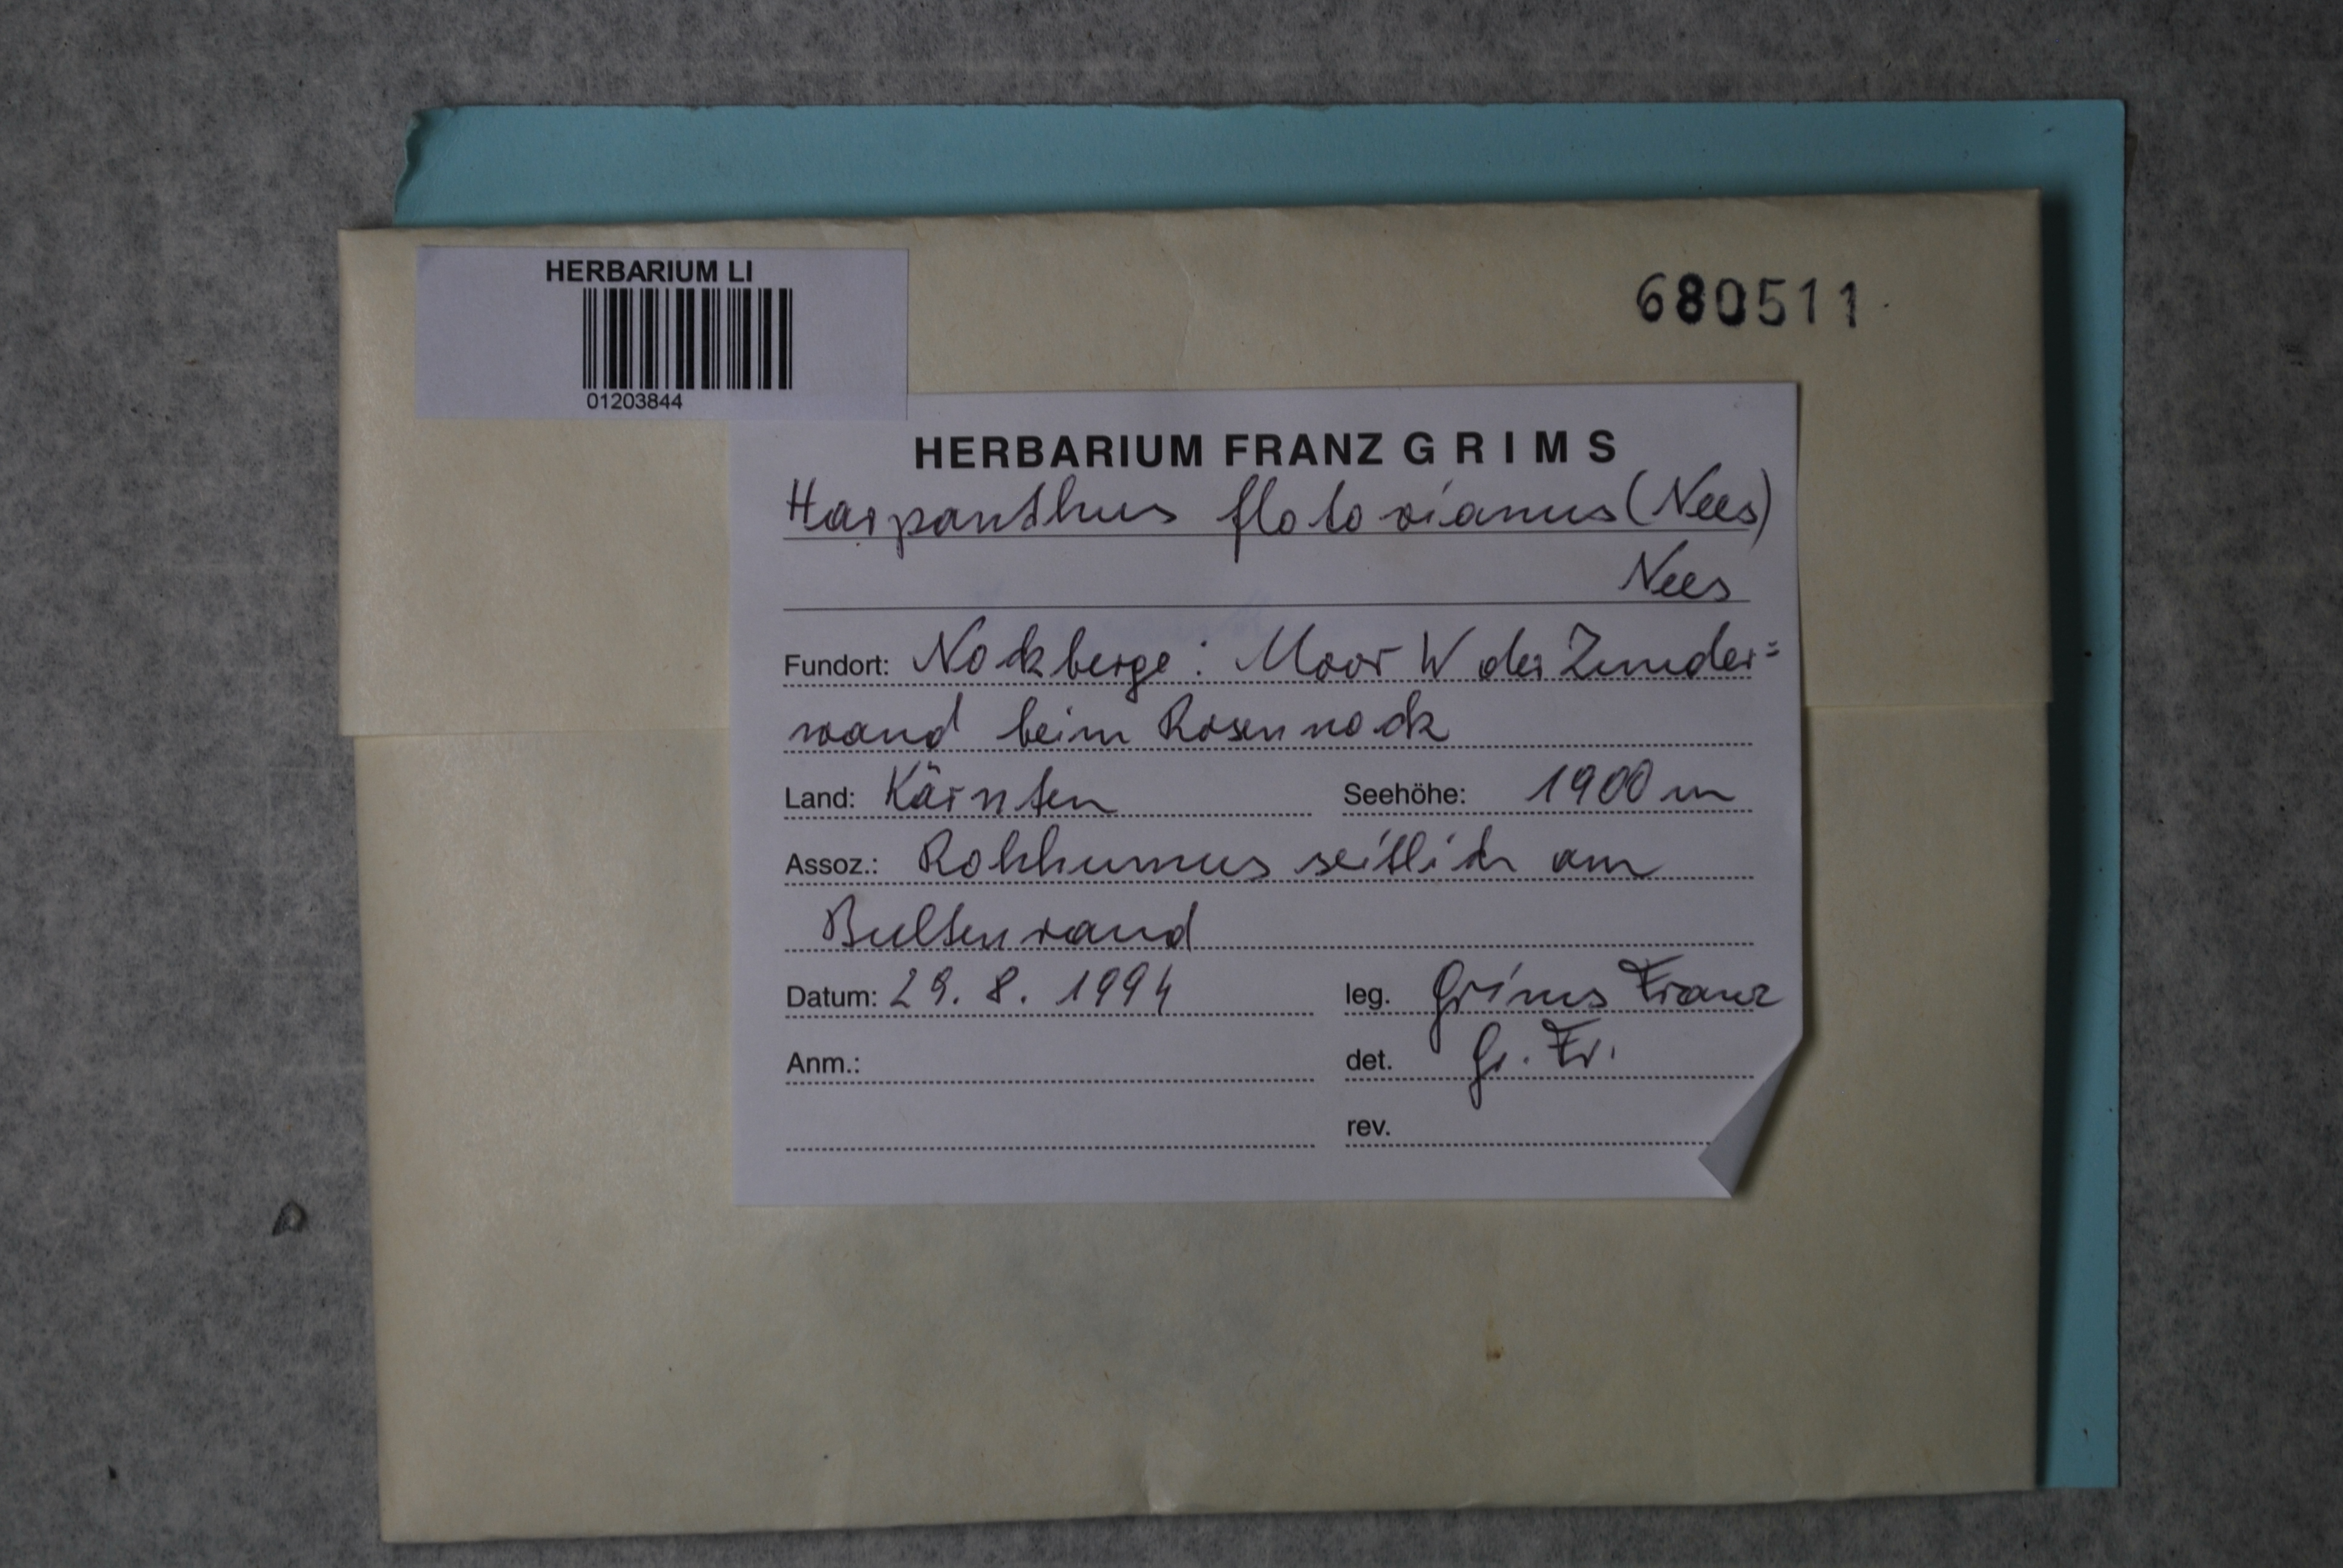 HERBARIUM LI
01203844
680511
HERBARIUM FRANZ GRIMS
Harpanthus flotovianus (Nees)
Nees
Fundort: Nockberge: Moor W der Zunder=
wand beim Rosennock
Land: Kärnten Seehöhe: 1900 m
Assoz.: Rohhumus seitlich am
Bultenrand
Datum: 29. 8. 1994 leg. Grims Franz
Anm.: det. Gr. Fr.
rev.